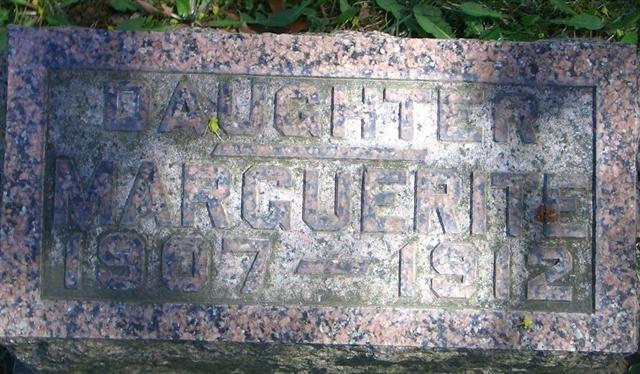 DAUGHTER
MARGUERITE
1907 — 1912